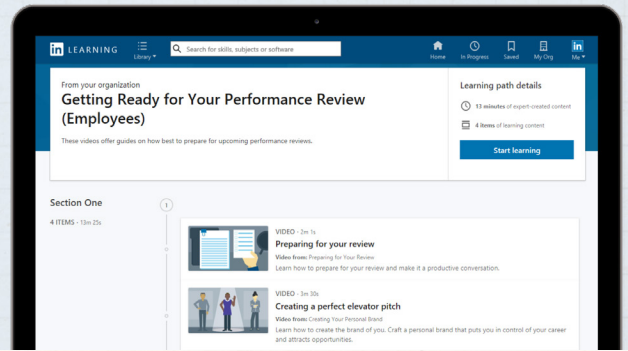 in LEARNING
Library
Search for skills, subjects or software
Home
In Progress
Saved
My Org
in
Me
From your organization
Getting Ready for Your Performance Review
(Employees)
These videos offer guides on how best to prepare for upcoming performance reviews.
Learning path details
13 minutes of expert-created content
4 items of learning content
Start learning
Section One
4 ITEMS - 13m 25s
1
VIDEO - 2m 1s
Preparing for your review
Video from: Preparing for Your Review
Learn how to prepare for your review and make it a productive conversation.
VIDEO - 3m 30s
Creating a perfect elevator pitch
Video from: Creating Your Personal Brand
Learn how to create the brand of you. Craft a personal brand that puts you in control of your career
and attracts opportunities.